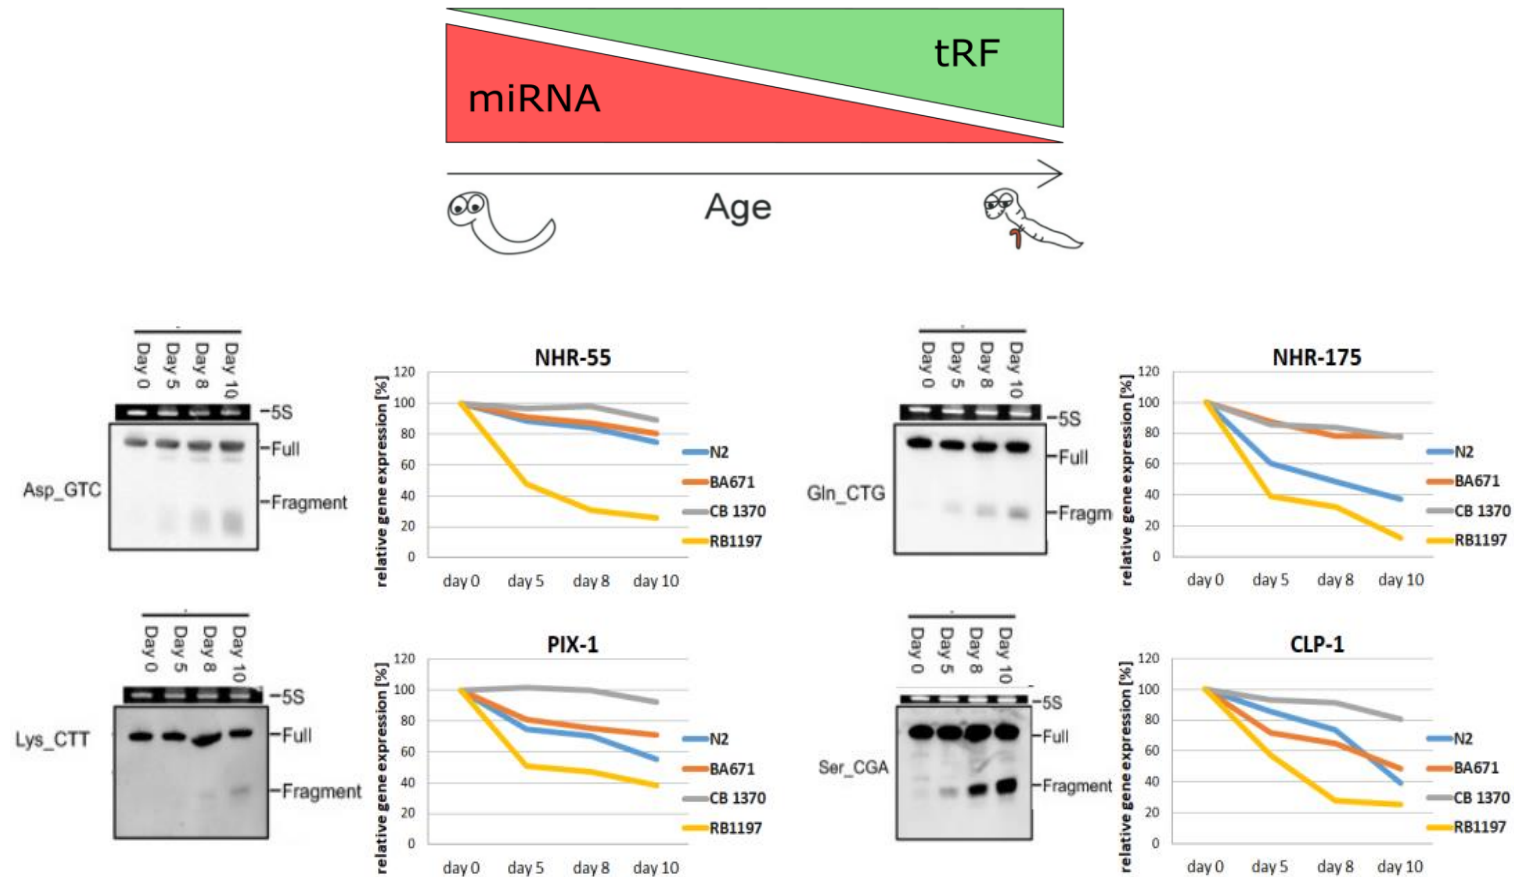 tRF
miRNA
Age
Day 0
Day 5
Day 8
Day 10
5S
Full
Asp_GTC
Fragment
NHR-55
relative gene expression [%]
120
100
80
60
40
20
0
day 0 day 5 day 8 day 10
N2
BA671
CB 1370
RB1197
Day 0
Day 5
Day 8
Day 10
5S
Full
Gln_CTG
Fragm
NHR-175
relative gene expression [%]
120
100
80
60
40
20
0
day 0 day 5 day 8 day 10
N2
BA671
CB 1370
RB1197
Day 0
Day 5
Day 8
Day 10
5S
Full
Lys_CTT
Fragment
PIX-1
relative gene expression [%]
120
100
80
60
40
20
0
day 0 day 5 day 8 day 10
N2
BA671
CB 1370
RB1197
Day 0
Day 5
Day 8
Day 10
5S
Full
Ser_CGA
Fragment
CLP-1
relative gene expression [%]
120
100
80
60
40
20
0
day 0 day 5 day 8 day 10
N2
BA671
CB 1370
RB1197